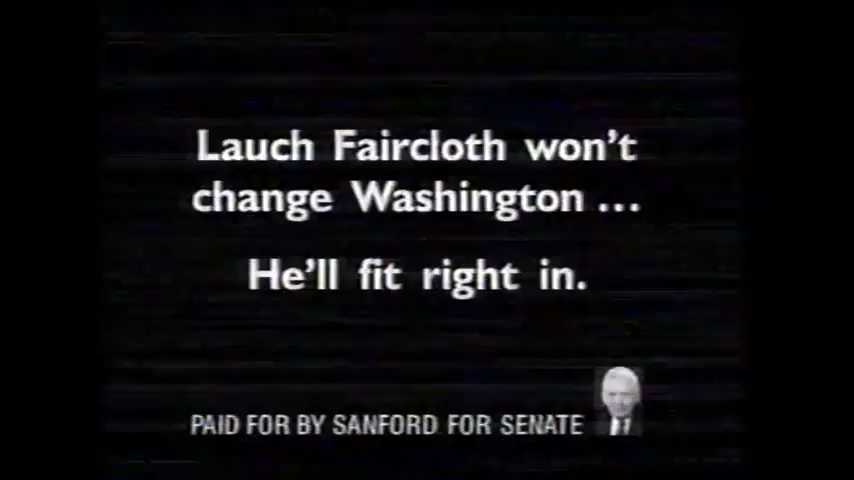 Lauch Faircloth won't
change Washington ...
He'll fit right in.
PAID FOR BY SANFORD FOR SENATE